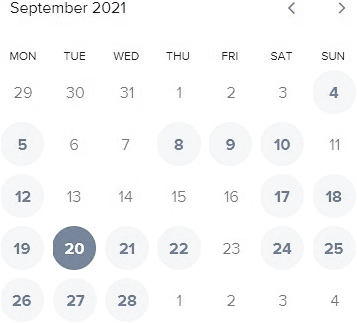 September 2021
MON TUE WED THU FRI SAT SUN
29 30 31 1 2 3 4
5 6 7 8 9 10 11
12 13 14 15 16 17 18
19 20 21 22 23 24 25
26 27 28 1 2 3 4